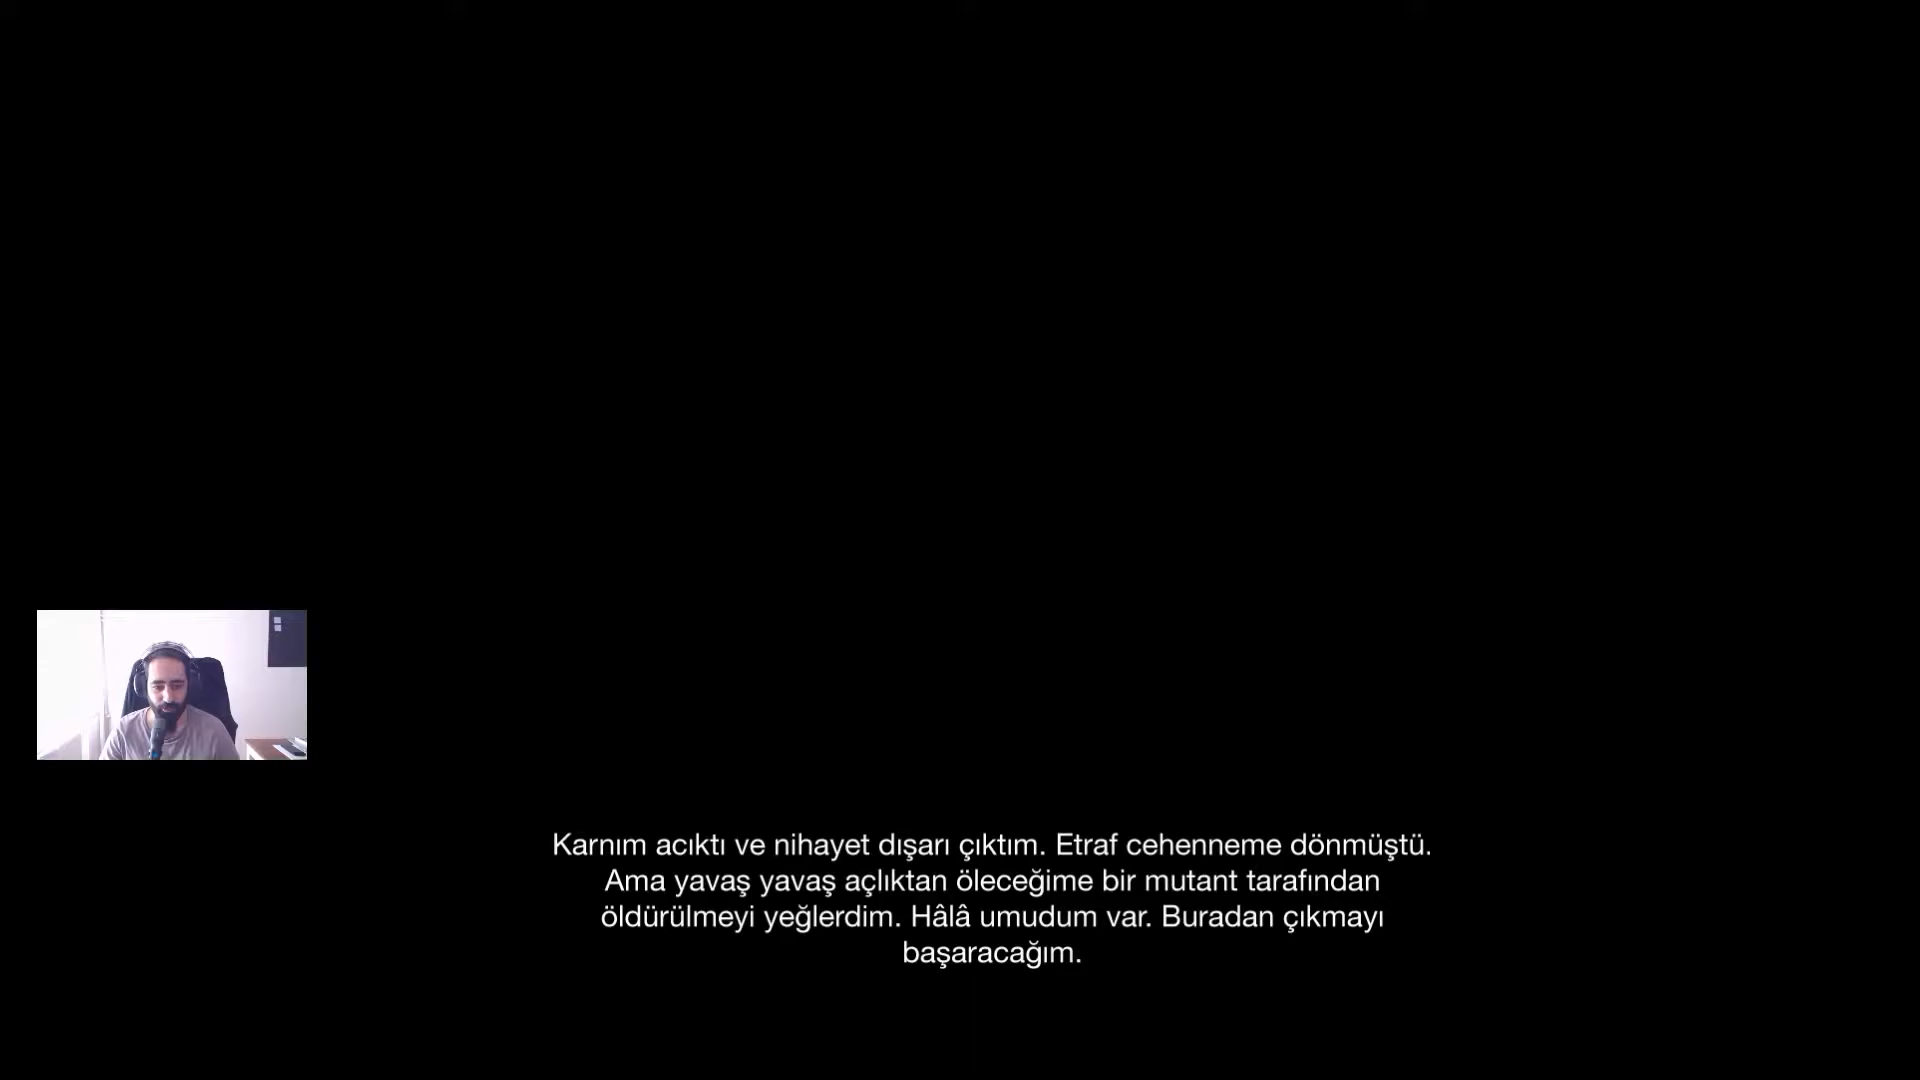 Karnım acıktı ve nihayet dışarı çıktım. Etraf cehenneme dönmüştü.
Ama yavaş yavaş açlıktan öleceğime bir mutant tarafından
öldürülmeyi yeğlerdim. Hâlâ umudum var. Buradan çıkmayı
başaracağım.